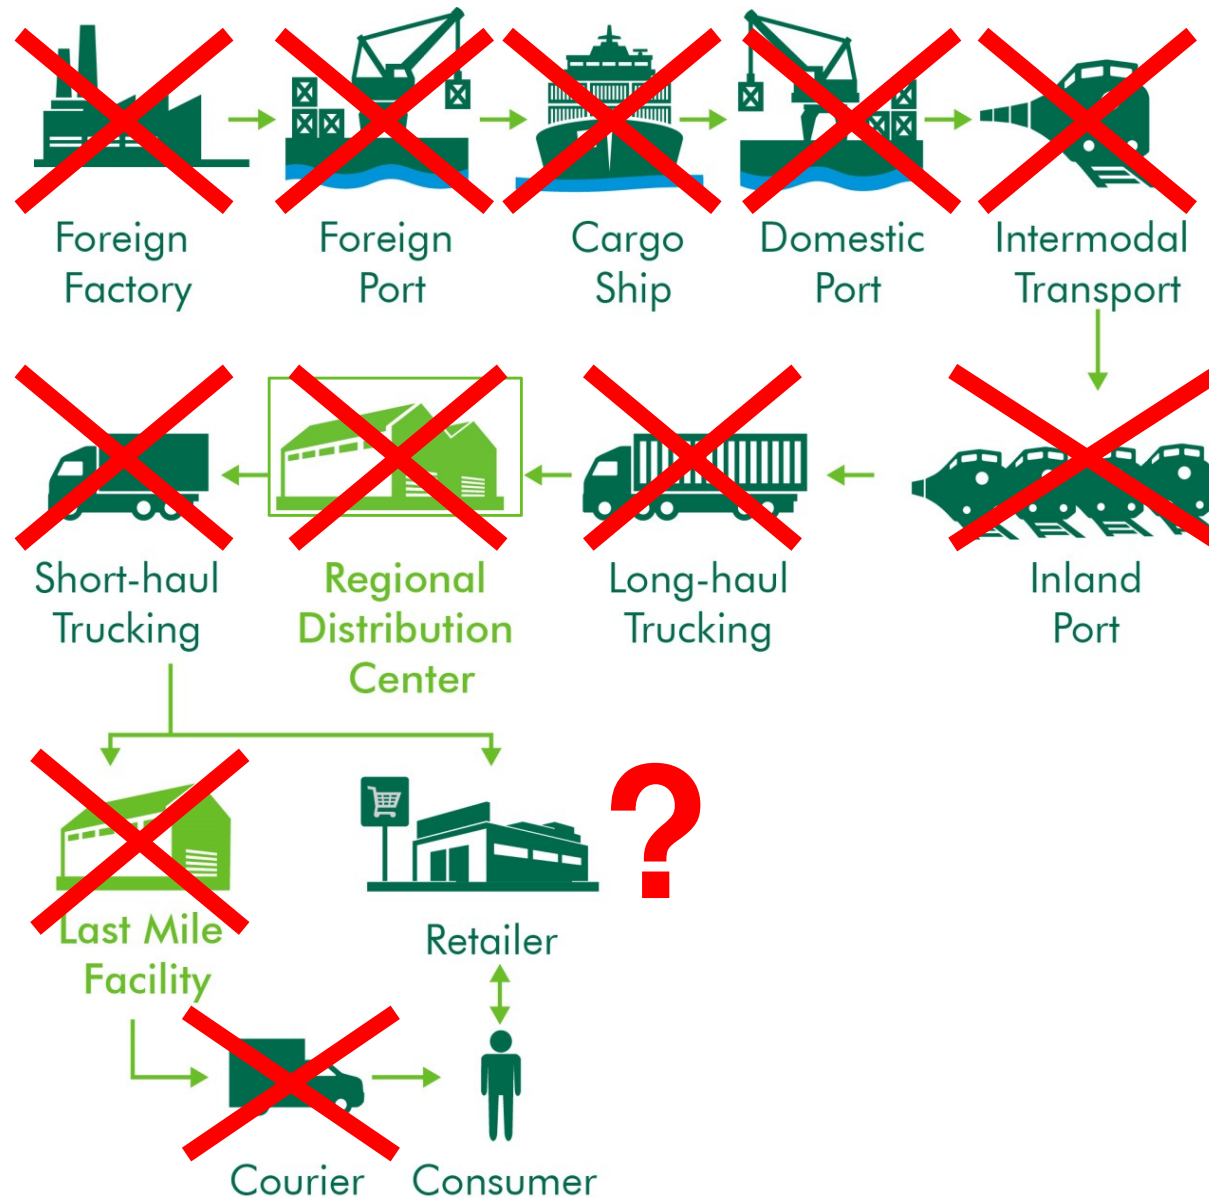 Foreign
Factory
Foreign
Port
Cargo
Ship
Domestic
Port
Intermodal
Transport
Short-haul
Trucking
Regional
Distribution
Center
Long-haul
Trucking
Inland
Port
?
Last Mile
Facility
Retailer
Courier
Consumer